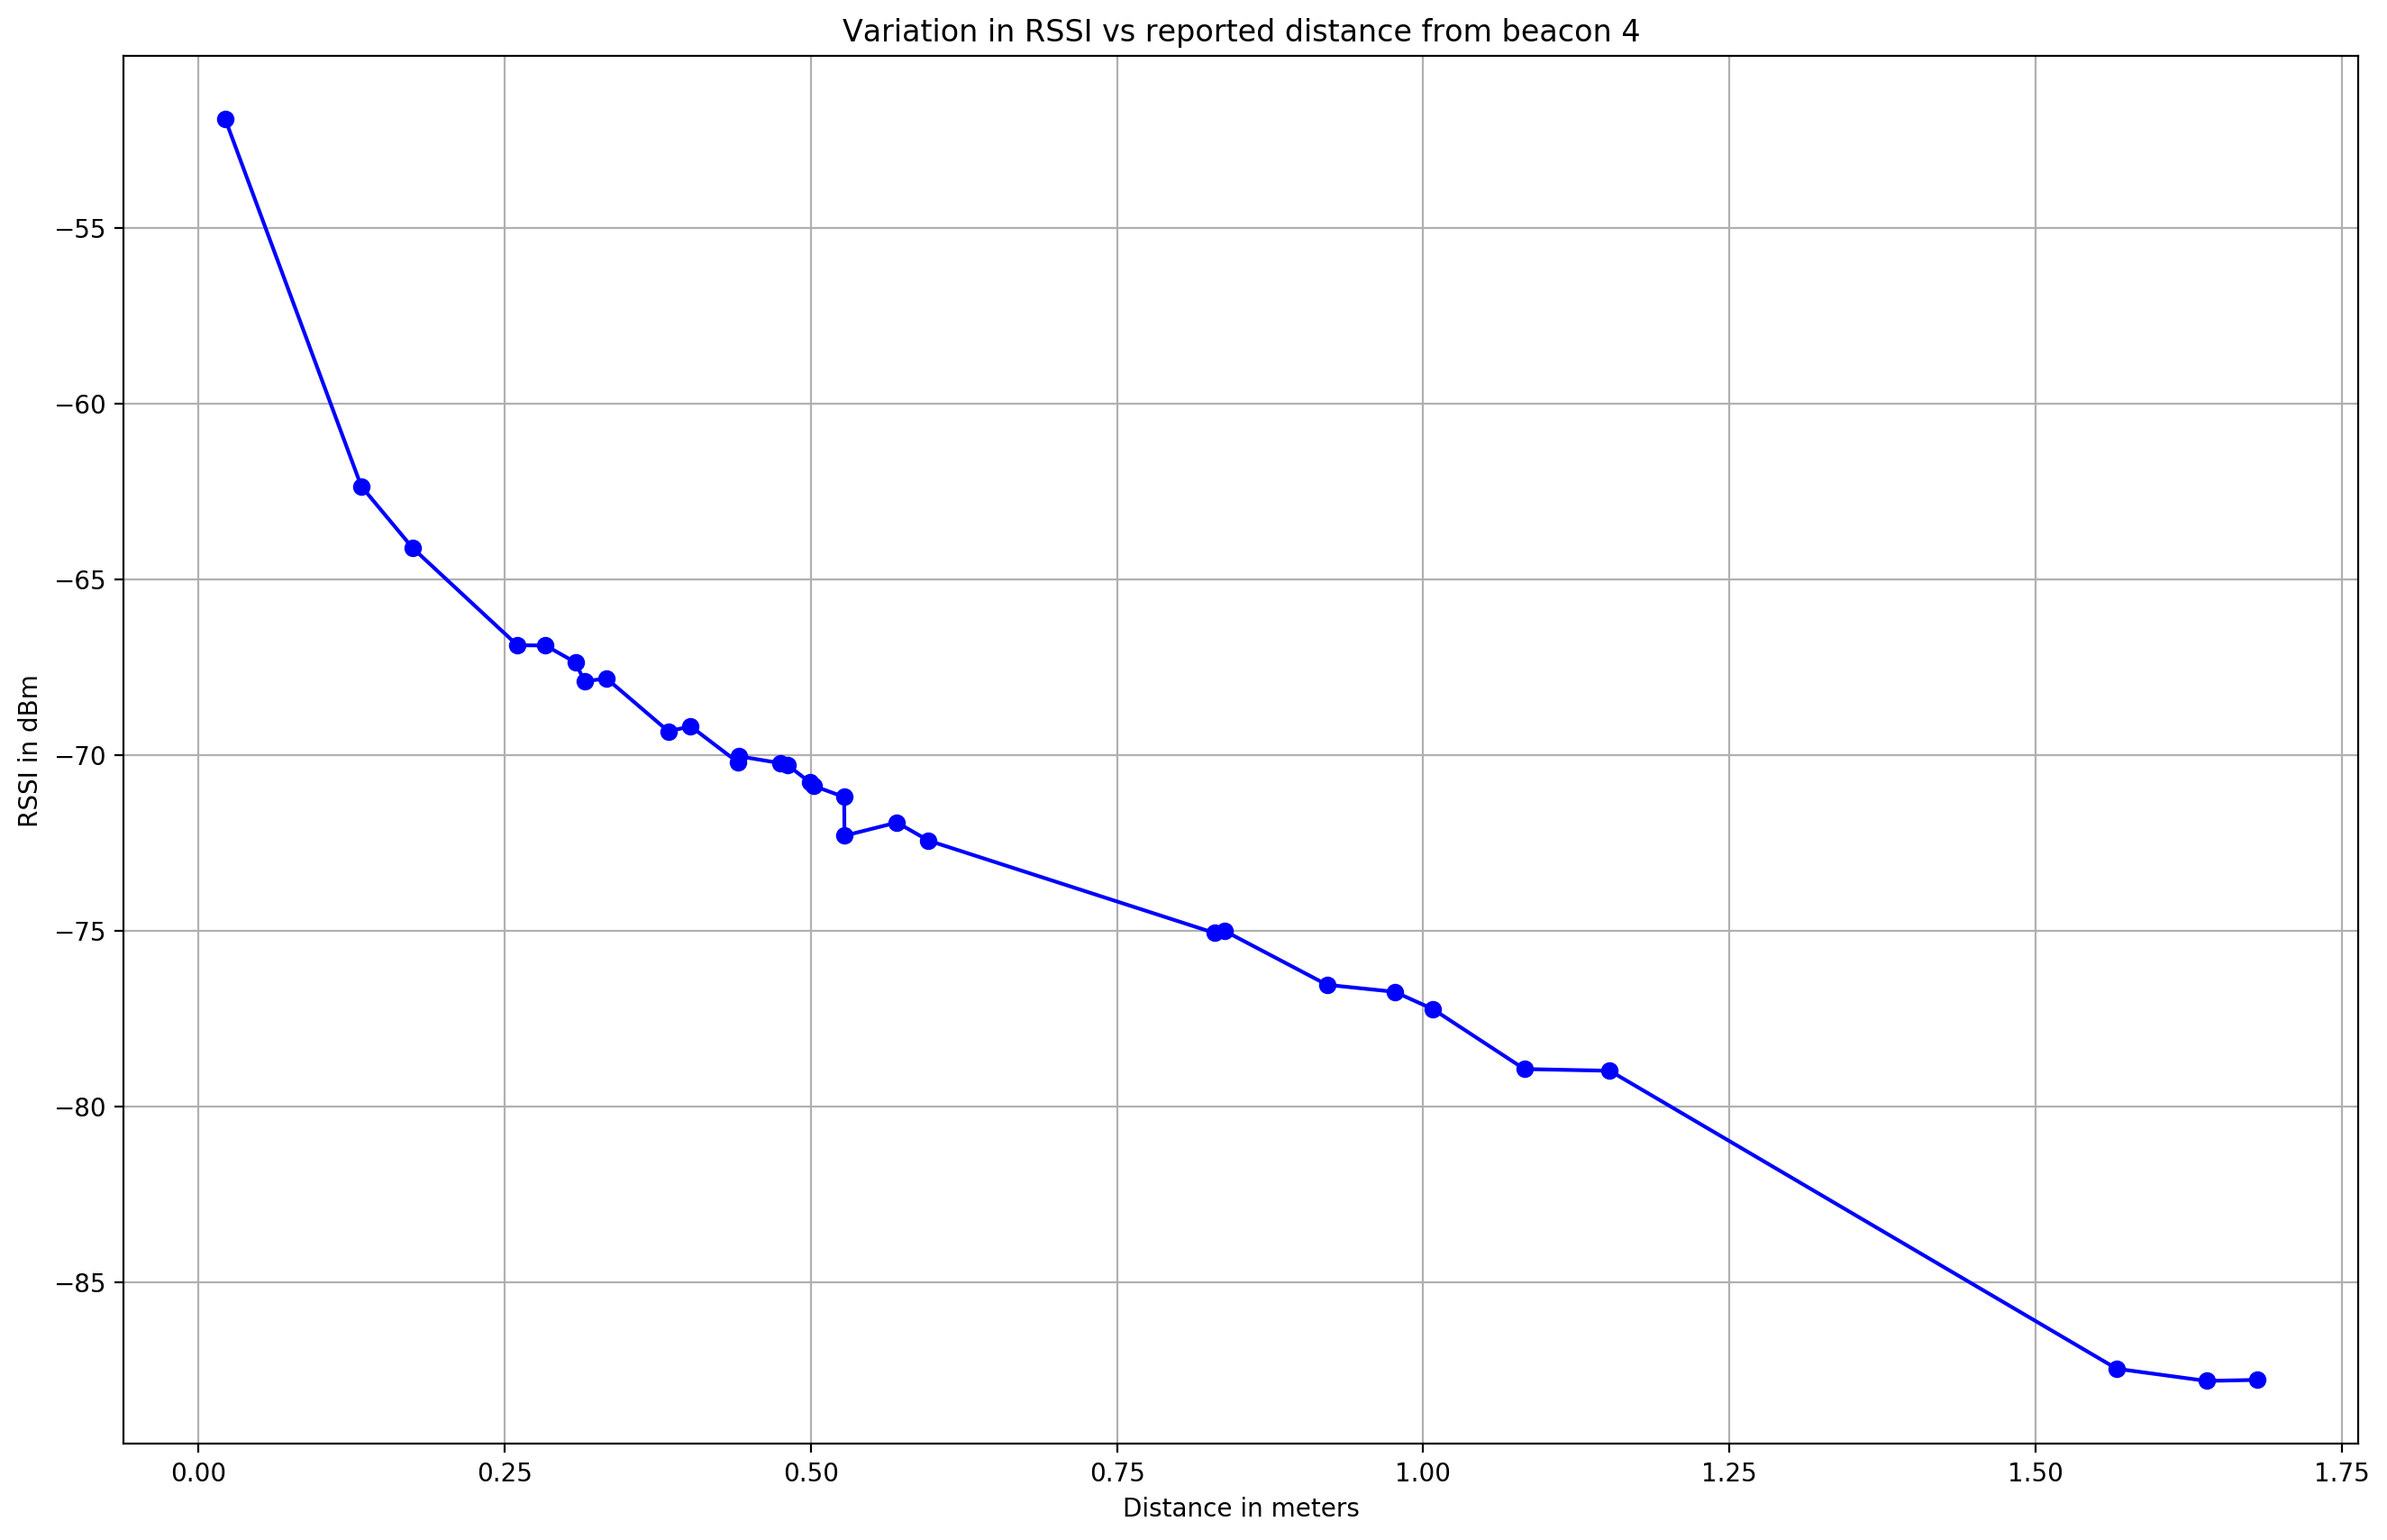 Variation in RSSI vs reported distance from beacon 4
−55
−60
−65
−70
−75
−80
−85
RSSI in dBm
0.00 0.25 0.50 0.75 1.00 1.25 1.50 1.75
Distance in meters